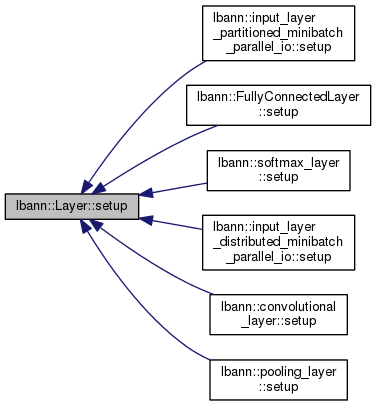 lbann::input_layer
_partitioned_minibatch
_parallel_io::setup
lbann::FullyConnectedLayer
::setup
lbann::softmax_layer
::setup
lbann::Layer::setup
lbann::input_layer
_distributed_minibatch
_parallel_io::setup
lbann::convolutional
_layer::setup
lbann::pooling_layer
::setup